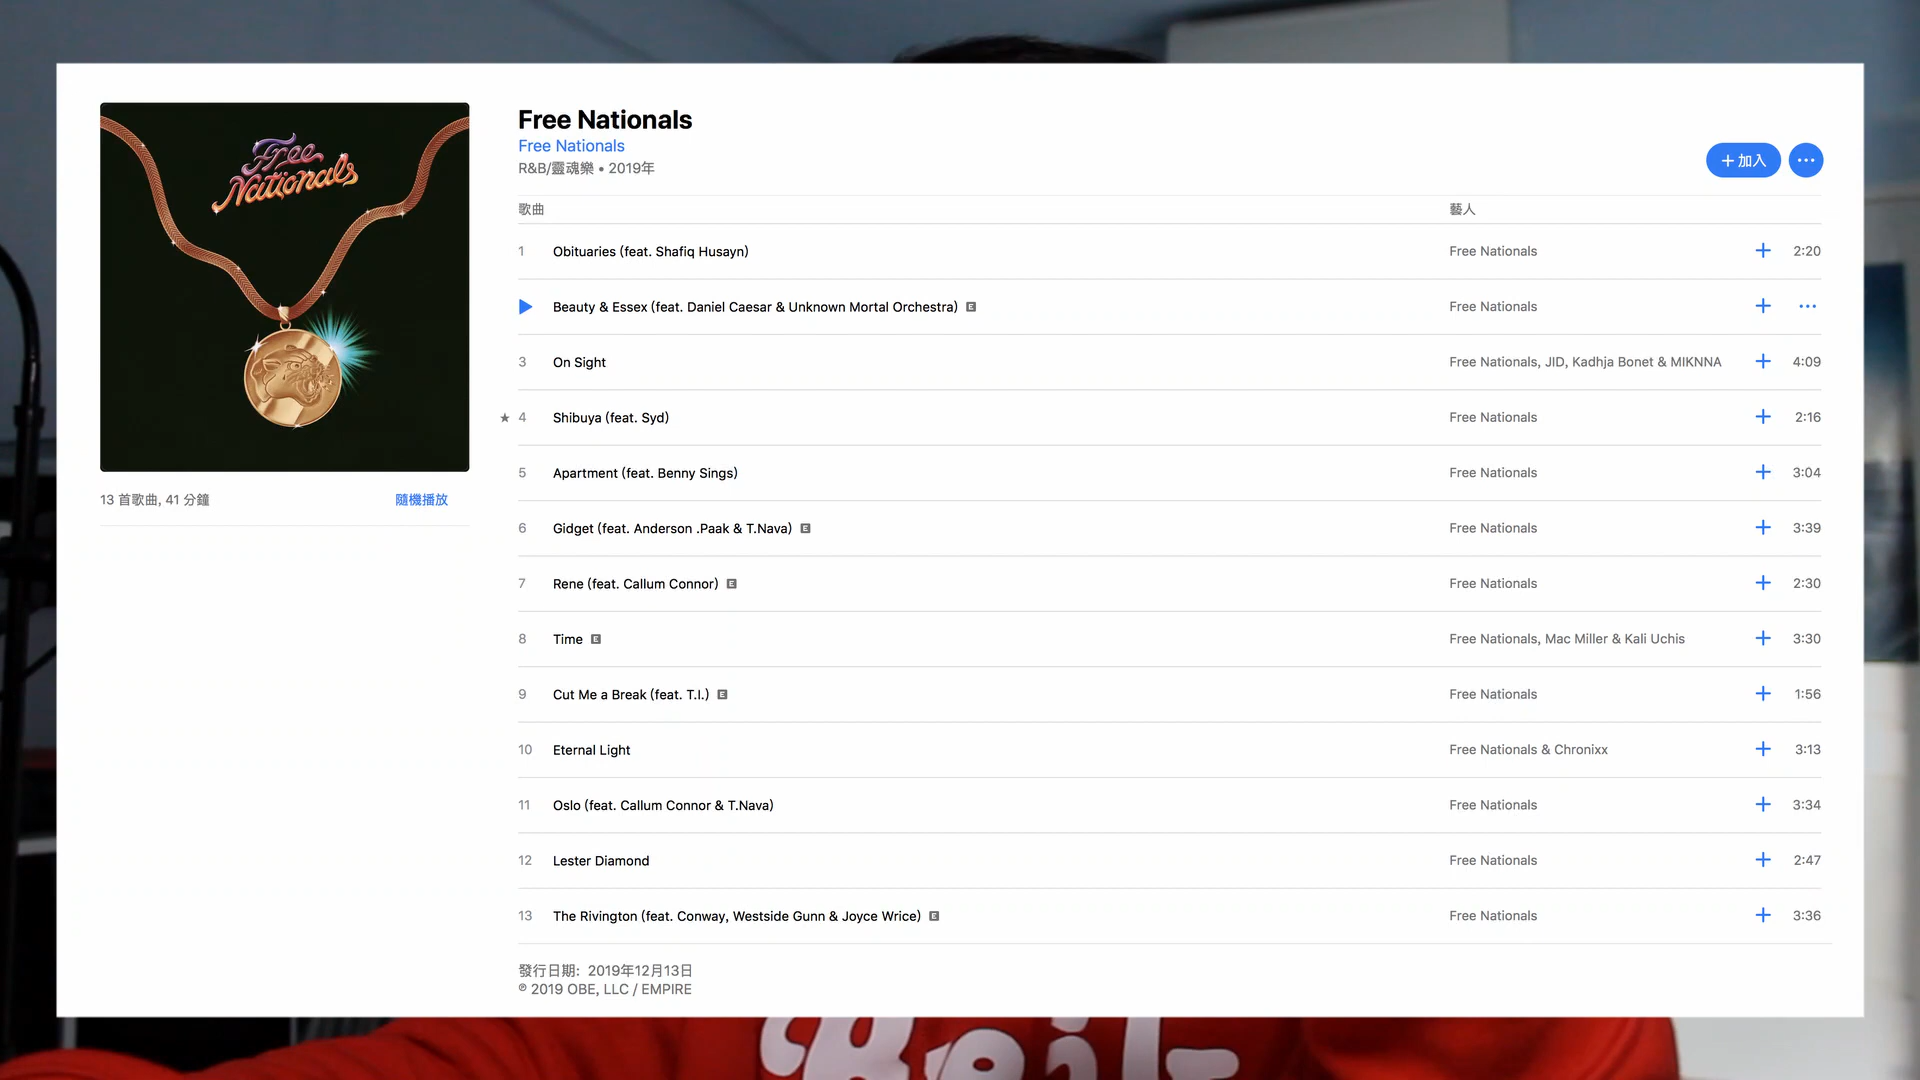 Free Nationals
Free Nationals
Free Nationals
R&B/靈魂樂 • 2019年
+ 加入
歌曲 藝人
1 Obituaries (feat. Shafiq Husayn) Free Nationals + 2:20
Beauty & Essex (feat. Daniel Caesar & Unknown Mortal Orchestra) E Free Nationals + ...
3 On Sight Free Nationals, JID, Kadhja Bonet & MIKNNA + 4:09
★ 4 Shibuya (feat. Syd) Free Nationals + 2:16
5 Apartment (feat. Benny Sings) Free Nationals + 3:04
6 Gidget (feat. Anderson .Paak & T.Nava) E Free Nationals + 3:39
7 Rene (feat. Callum Connor) E Free Nationals + 2:30
8 Time E Free Nationals, Mac Miller & Kali Uchis + 3:30
9 Cut Me a Break (feat. T.I.) E Free Nationals + 1:56
10 Eternal Light Free Nationals & Chronixx + 3:13
11 Oslo (feat. Callum Connor & T.Nava) Free Nationals + 3:34
12 Lester Diamond Free Nationals + 2:47
13 The Rivington (feat. Conway, Westside Gunn & Joyce Wrice) E Free Nationals + 3:36
13 首歌曲, 41 分鐘 隨機播放
發行日期: 2019年12月13日
℗ 2019 OBE, LLC / EMPIRE